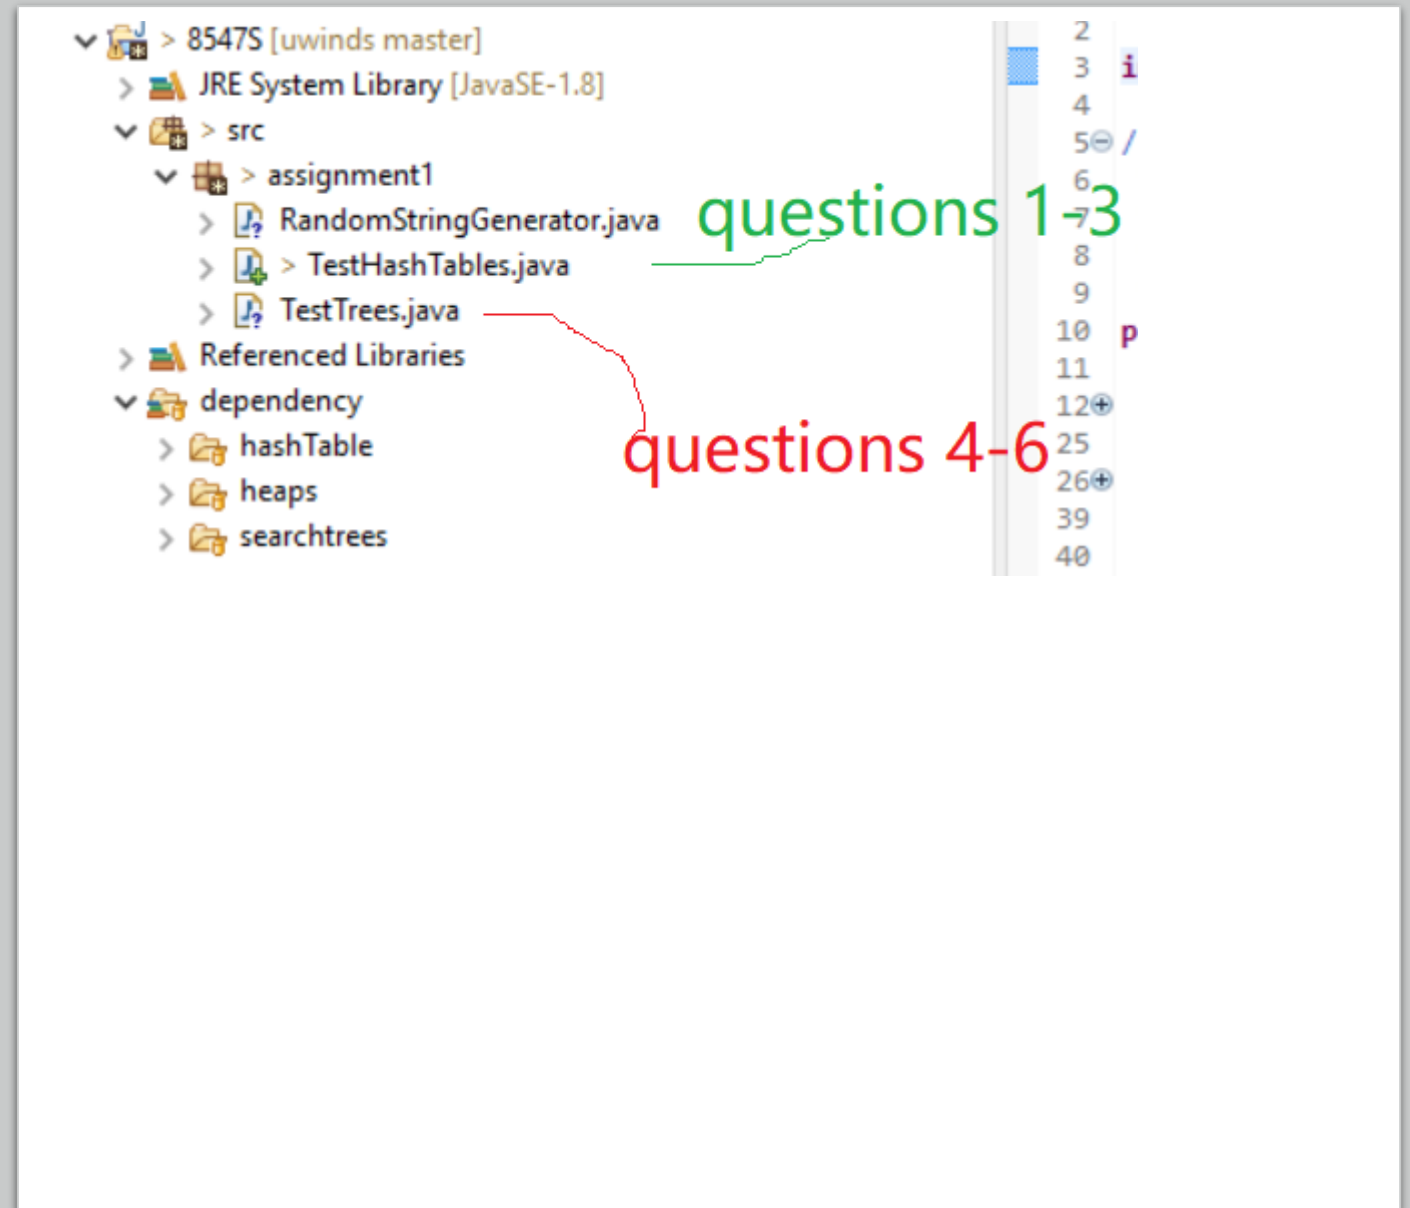 > 8547S [uwinds master]
JRE System Library [JavaSE-1.8]
> src
> assignment1
RandomStringGenerator.java
> TestHashTables.java
TestTrees.java
Referenced Libraries
dependency
hashTable
heaps
searchtrees
questions 1-3
questions 4-6
2
3 i
4
5 /
6
7
8
9
10 p
11
12
25
26
39
40